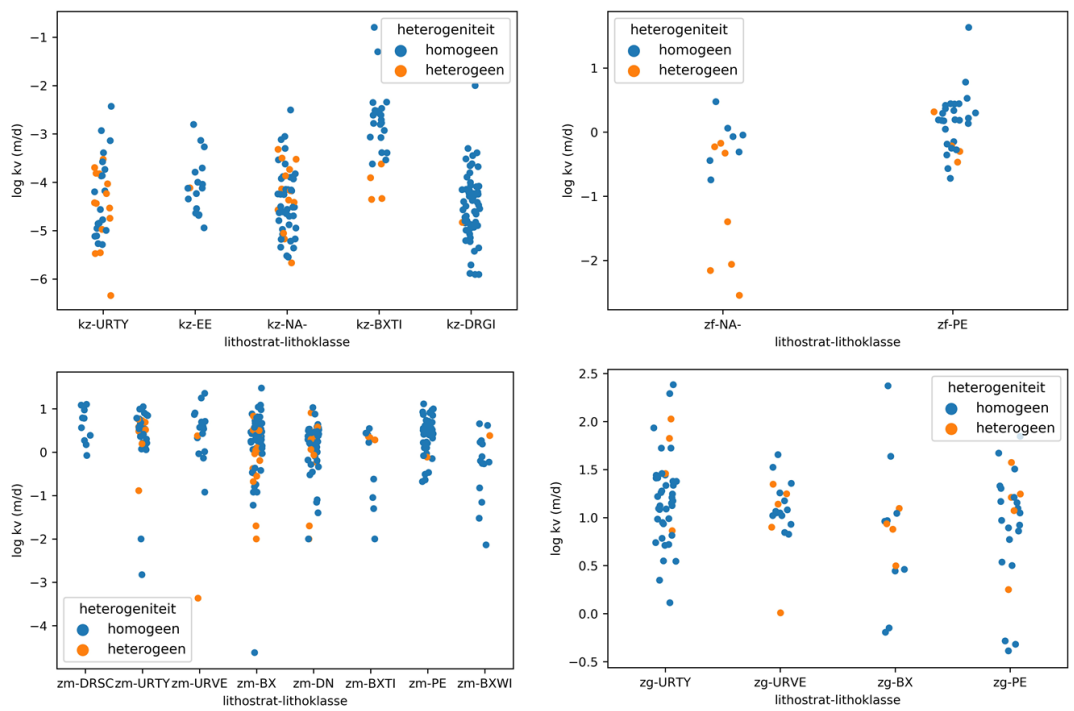 heterogeniteit
homogeen
heterogeen
−1
−2
−3
−4
−5
−6
log kv (m/d)
kz-URTY kz-EE kz-NA- kz-BXTI kz-DRGI
lithostrat-lithoklasse
heterogeniteit
homogeen
heterogeen
1
0
−1
−2
log kv (m/d)
zf-NA- zf-PE
lithostrat-lithoklasse
1
0
−1
−2
−3
−4
log kv (m/d)
heterogeniteit
homogeen
heterogeen
zm-DRSC zm-URTY zm-URVE zm-BX zm-DN zm-BXTI zm-PE zm-BXWI
lithostrat-lithoklasse
heterogeniteit
homogeen
heterogeen
2.5
2.0
1.5
1.0
0.5
0.0
−0.5
log kv (m/d)
zg-URTY zg-URVE zg-BX zg-PE
lithostrat-lithoklasse